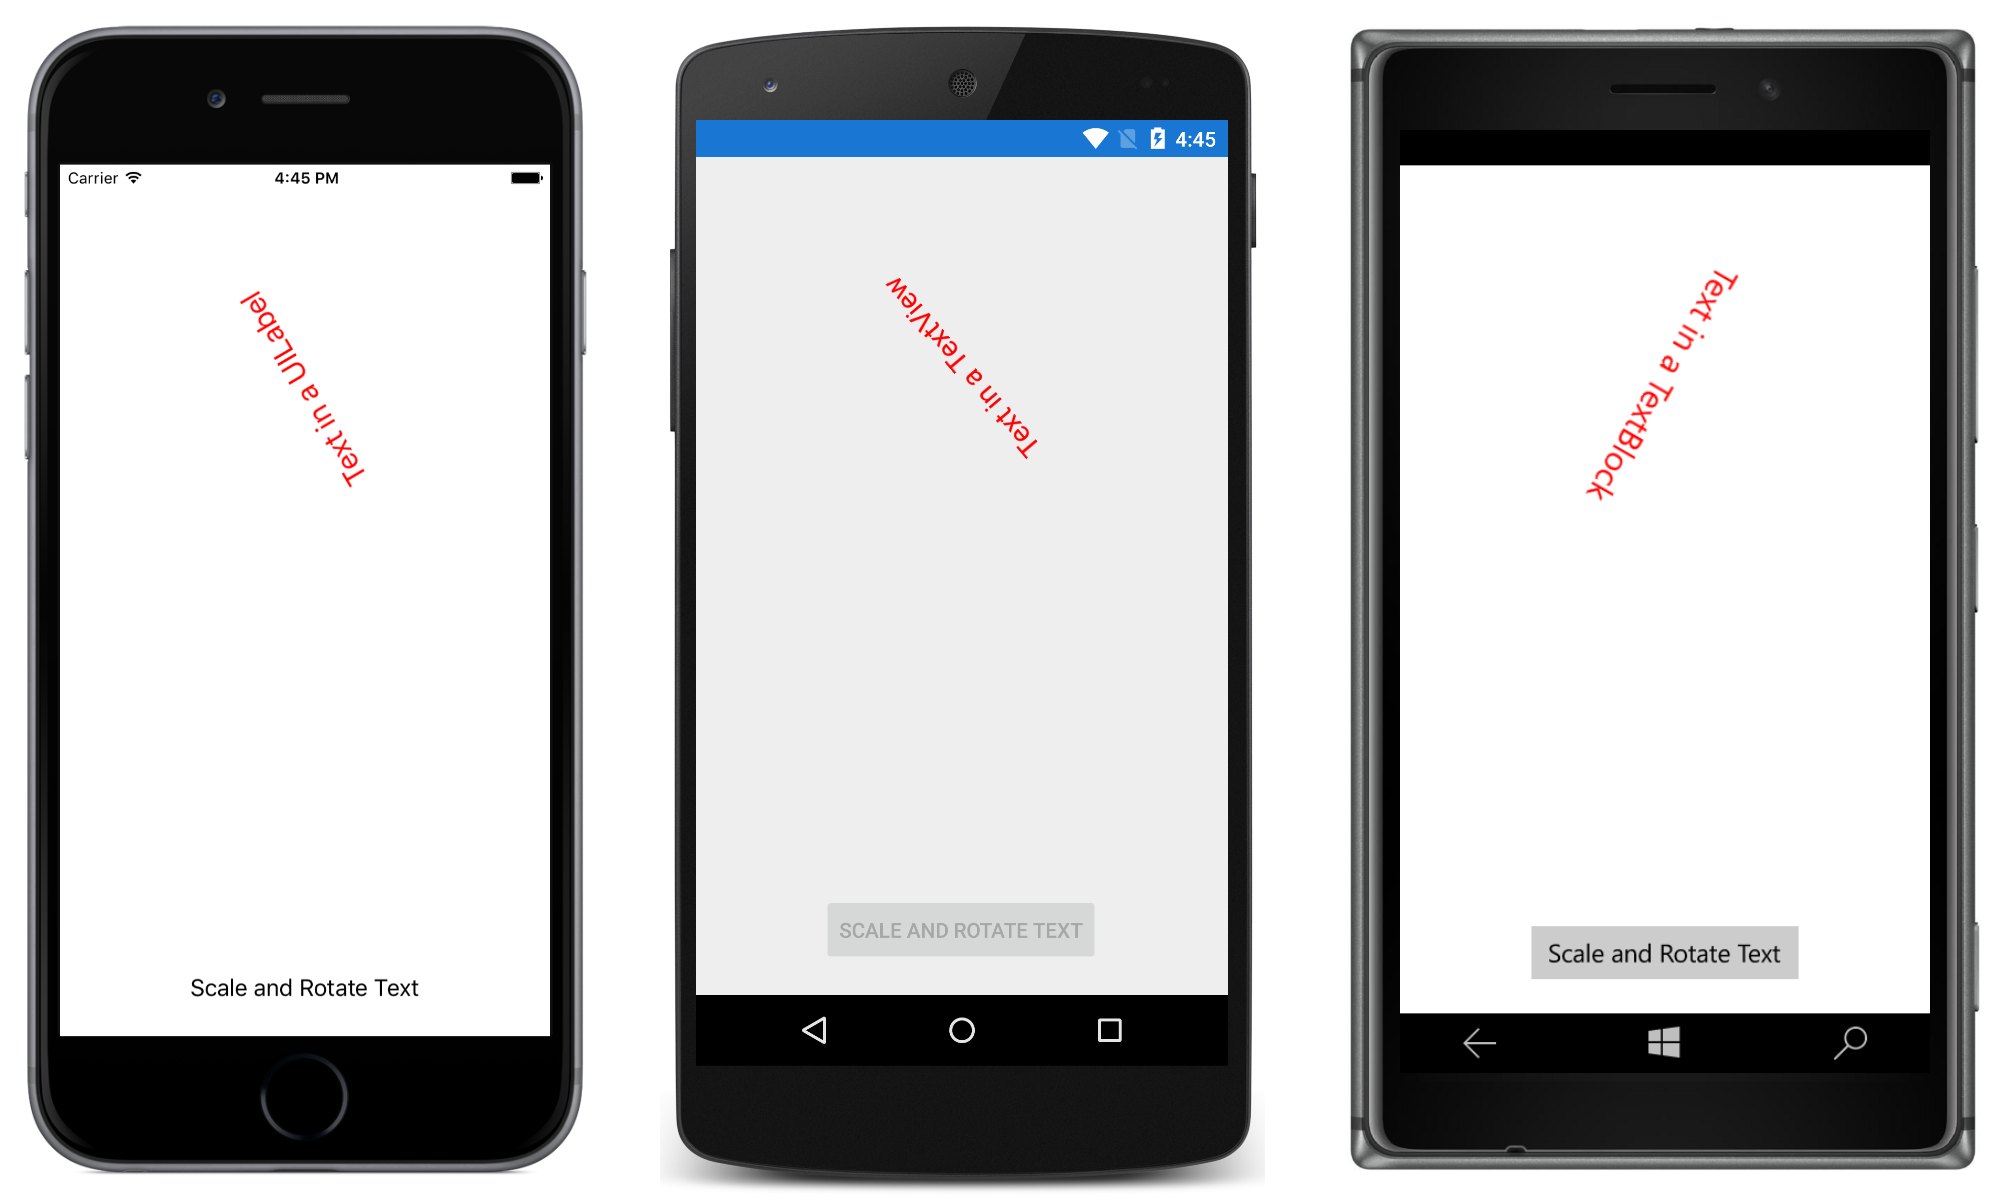 Carrier 4:45 PM
Text in a UILabel
Scale and Rotate Text
4:45
Text in a TextView
SCALE AND ROTATE TEXT
Text in a TextBlock
Scale and Rotate Text